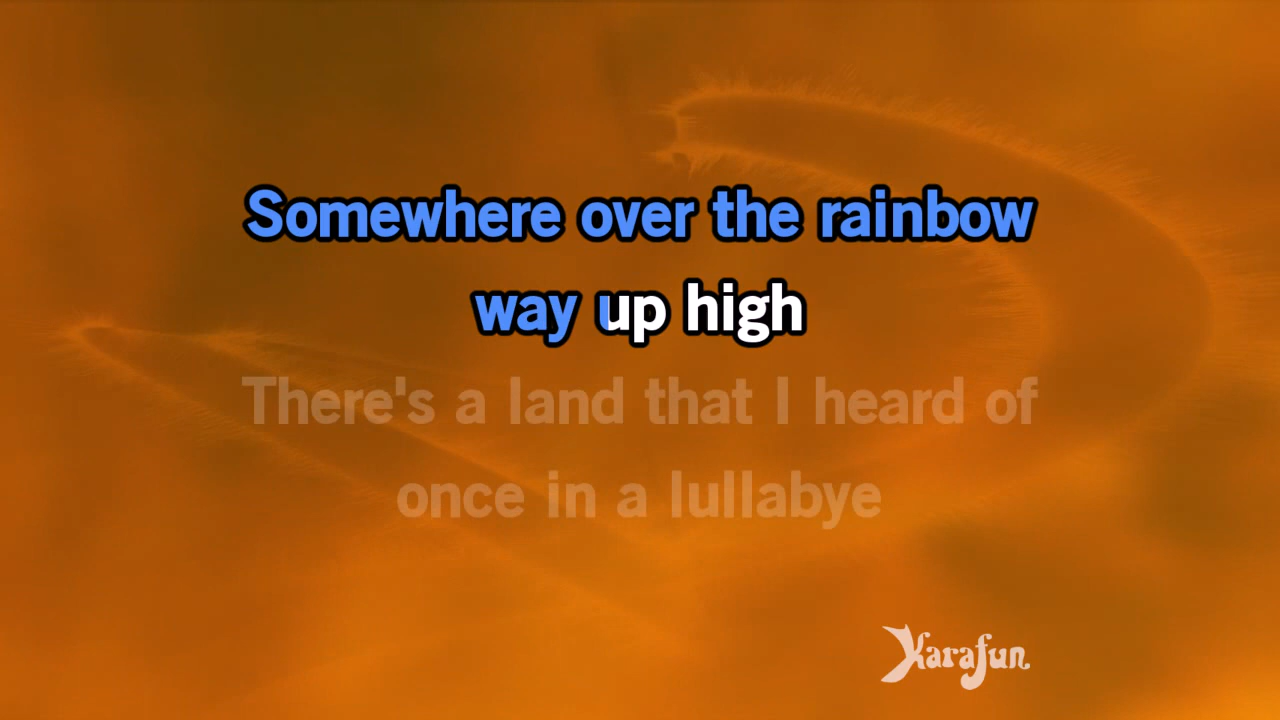 Somewhere over the rainbow
way up high
There's a land that I heard of
once in a lullabye
Karafun